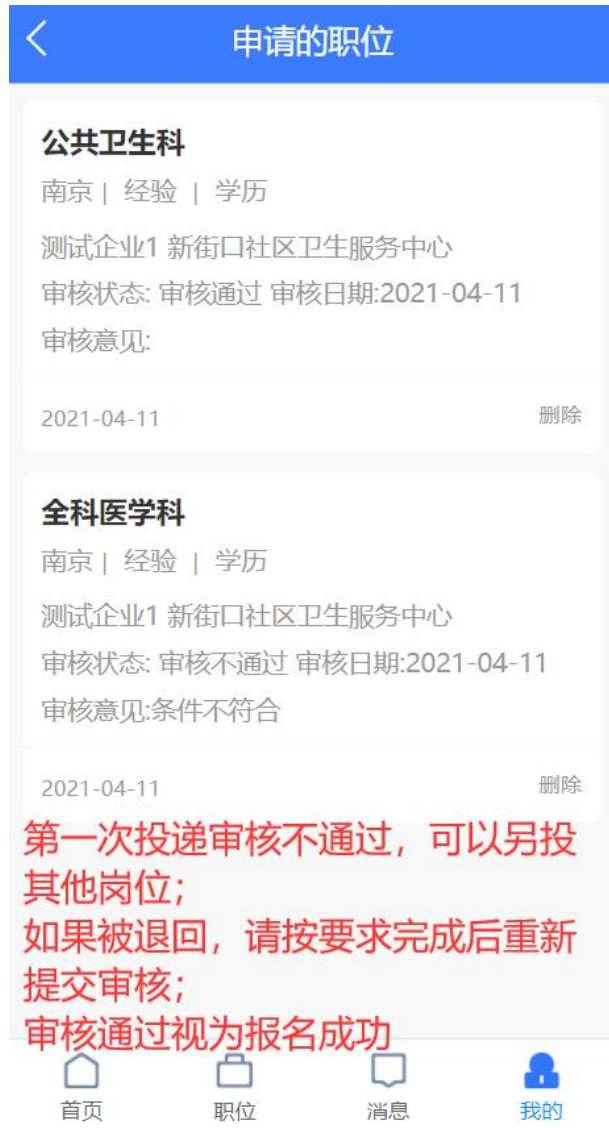 申请的职位
公共卫生科
南京 | 经验 | 学历
测试企业1 新街口社区卫生服务中心
审核状态: 审核通过 审核日期:2021-04-11
审核意见:
2021-04-11 删除
全科医学科
南京 | 经验 | 学历
测试企业1 新街口社区卫生服务中心
审核状态: 审核不通过 审核日期:2021-04-11
审核意见:条件不符合
2021-04-11 删除
第一次投递审核不通过，可以另投
其他岗位；
如果被退回，请按要求完成后重新
提交审核；
审核通过视为报名成功
首页 职位 消息 我的